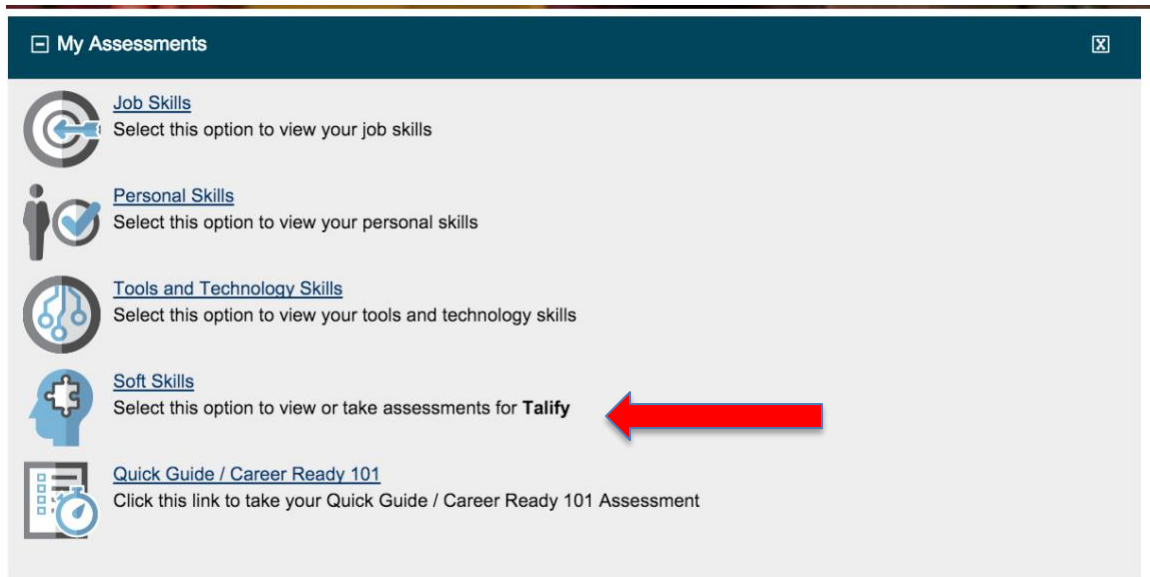 My Assessments
Job Skills
Select this option to view your job skills
Personal Skills
Select this option to view your personal skills
Tools and Technology Skills
Select this option to view your tools and technology skills
Soft Skills
Select this option to view or take assessments for Talify
Quick Guide / Career Ready 101
Click this link to take your Quick Guide / Career Ready 101 Assessment